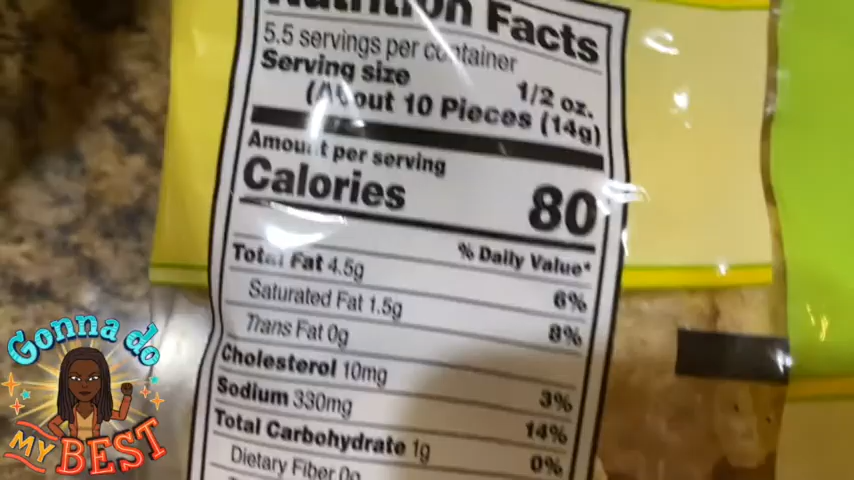 Nutrition Facts
5.5 servings per container
Serving size 1/2 oz.
(About 10 Pieces (14g)
Amount per serving
Calories 80
% Daily Value*
Total Fat 4.5g 6%
Saturated Fat 1.5g 8%
Trans Fat 0g
Cholesterol 10mg 3%
Sodium 330mg 14%
Total Carbohydrate 1g 0%
Dietary Fiber 0g
Gonna do
MY BEST